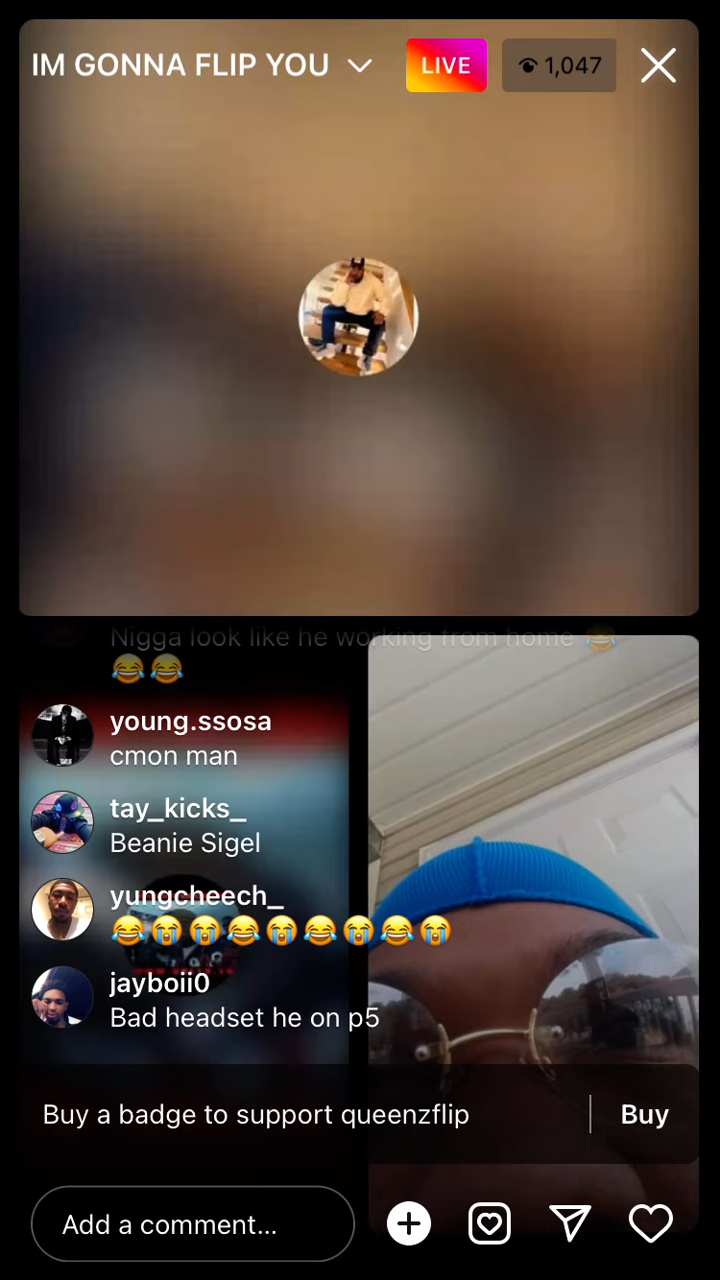 IM GONNA FLIP YOU
LIVE
1,047
Nigga look like he working from home 😂
😂😂
young.ssosa
cmon man
tay_kicks_
Beanie Sigel
yungcheech_
😂😭😭😂😭😂😭😂😭
jayboii0
Bad headset he on p5
Buy a badge to support queenzflip
Buy
Add a comment...